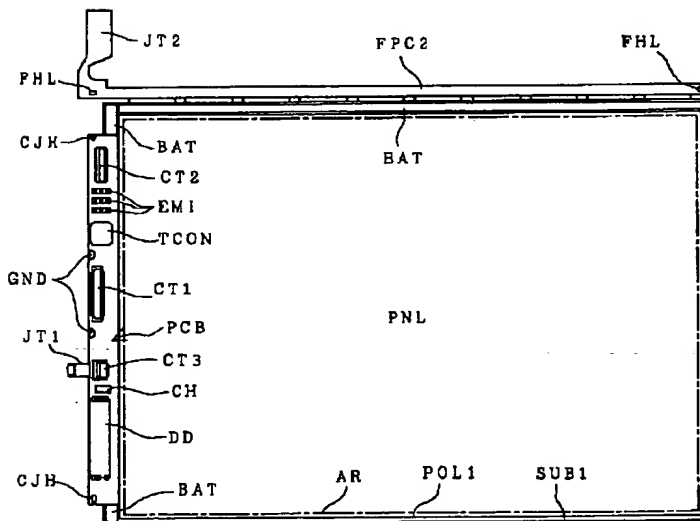 JT2
FPC2
FHL
FHL
CJH
BAT
BAT
CT2
EMI
TCON
GND
CT1
PNL
JT1
PCB
CT3
CH
DD
CJH
BAT
AR
POL1
SUB1